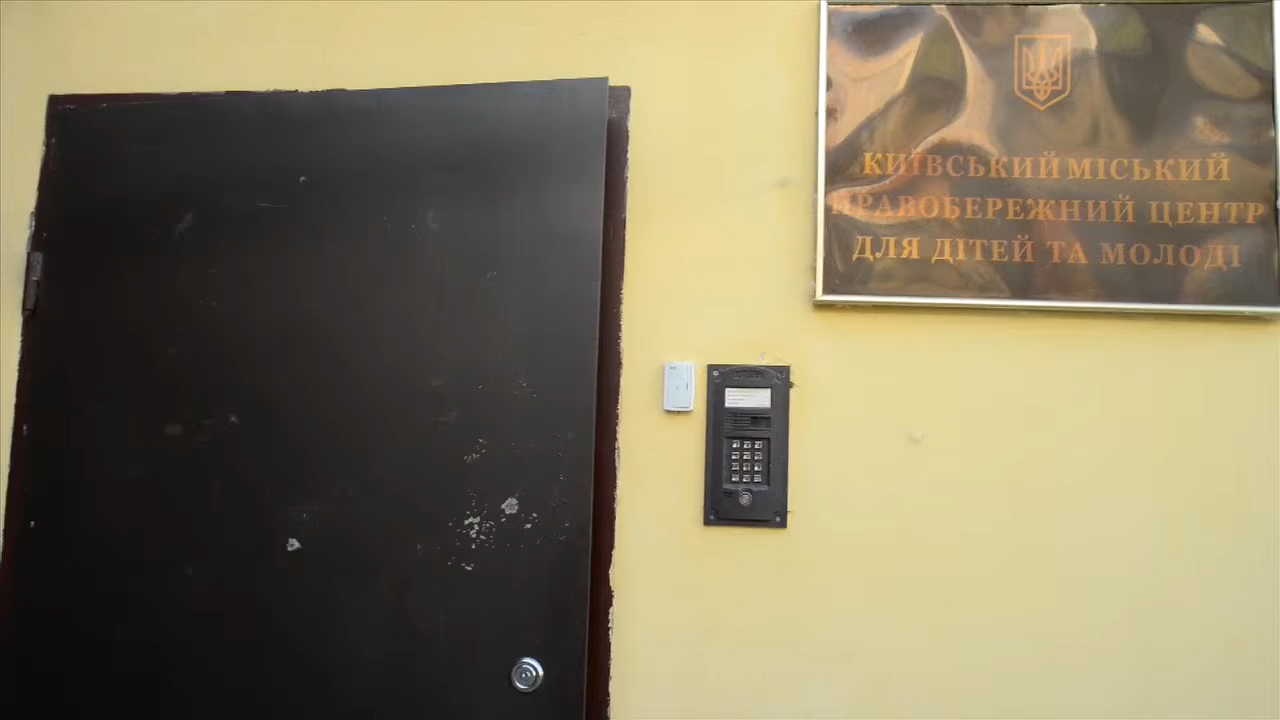 КИЇВСЬКИЙ МІСЬКИЙ
ПРАВОБЕРЕЖНИЙ ЦЕНТР
ДЛЯ ДІТЕЙ ТА МОЛОДІ